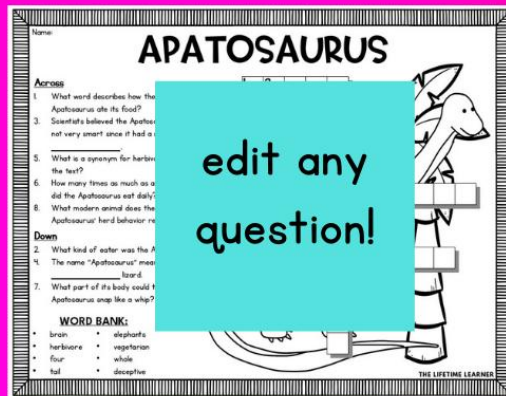 Name:
APATOSAURUS
Across
1. What word describes how the
Apatosaurus ate its food?
3. Scientists believed the Apatos
not very smart since it had a
5. What is a synonym for herbivo
the text?
6. How many times as much as a
did the Apatosaurus eat daily?
8. What modern animal does the
Apatosaurus' herd behavior re
Down
2. What kind of eater was the A
4. The name "Apatosaurus" mea
lizard.
7. What part of its body could t
Apatosaurus snap like a whip?
WORD BANK:
• brain • elephants
• herbivore • vegetarian
• four • whole
• tail • deceptive
edit any
question!
THE LIFETIME LEARNER